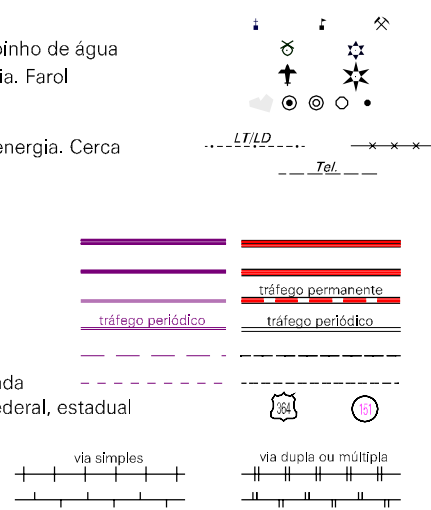 inho de água
ia. Farol
energia. Cerca
LT/LD
Tel.
tráfego permanente
tráfego periódico tráfego periódico
ada
ederal, estadual
364 151
via simples via dupla ou múltipla